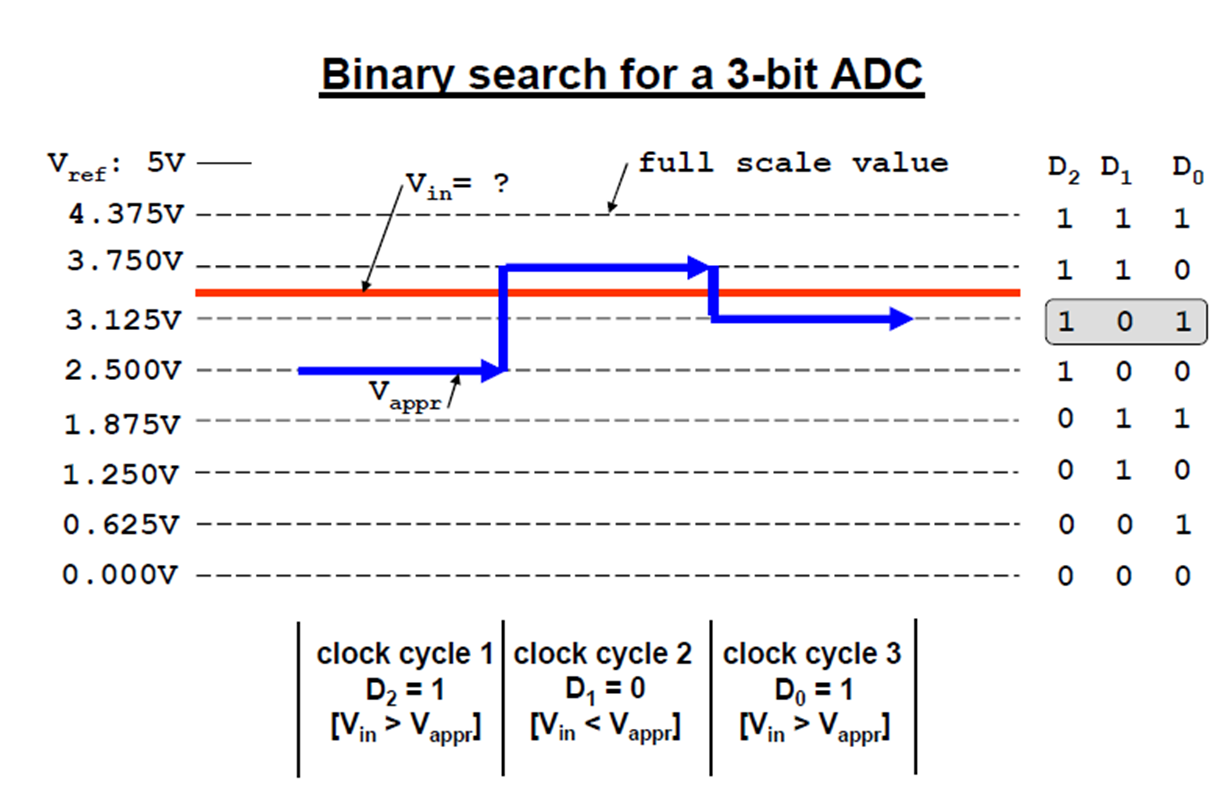 Binary search for a 3-bit ADC
Vref: 5V
Vin= ?
full scale value
D2 D1 D0
4.375V 1 1 1
3.750V 1 1 0
3.125V 1 0 1
2.500V 1 0 0
Vappr
1.875V 0 1 1
1.250V 0 1 0
0.625V 0 0 1
0.000V 0 0 0
clock cycle 1 clock cycle 2 clock cycle 3
D2 = 1 D1 = 0 D0 = 1
[Vin > Vappr] [Vin < Vappr] [Vin > Vappr]